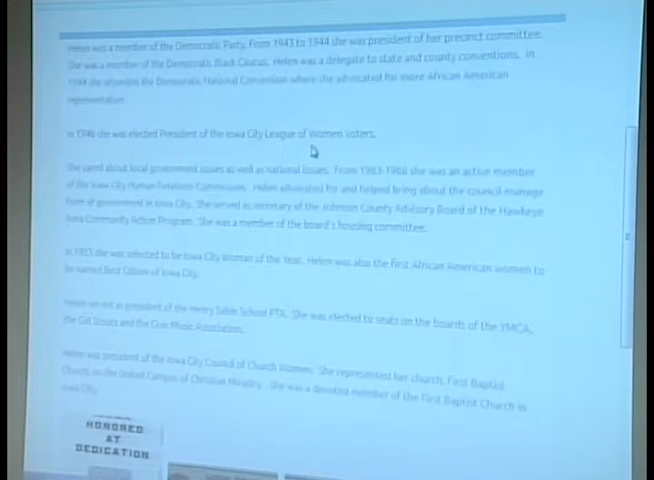 Helen was a member of the Democratic Party. From 1943 to 1944 she was president of her precinct committee.
She was a member of the Democratic Black Caucus. Helen was a delegate to state and county conventions. In
1944 she attended the Democratic National Convention where she advocated for more African American
representation.
In 1946 she was elected President of the Iowa City League of Women Voters.
She cared about local government issues as well as national issues. From 1963-1968 she was an active member
of the Iowa City Human Relations Commission. Helen advocated for and helped bring about the council manage
form of government in Iowa City. She served as secretary of the Johnson County Advisory Board of the Hawkeye
Area Community Action Program. She was a member of the board's housing committee.
In 1953 she was selected to be Iowa City Woman of the Year. Helen was also the first African American women to
be named Best Citizen of Iowa City.
Helen served as president of the Henry Sabin School PTA. She was elected to seats on the boards of the YMCA,
the Girl Scouts and the Civic Music Association.
Helen was president of the Iowa City Council of Church Women. She represented her church, First Baptist
Church, on the United Campus of Christian Ministry. She was a devoted member of the First Baptist Church in
Iowa City.
HONORED
AT
DEDICATION